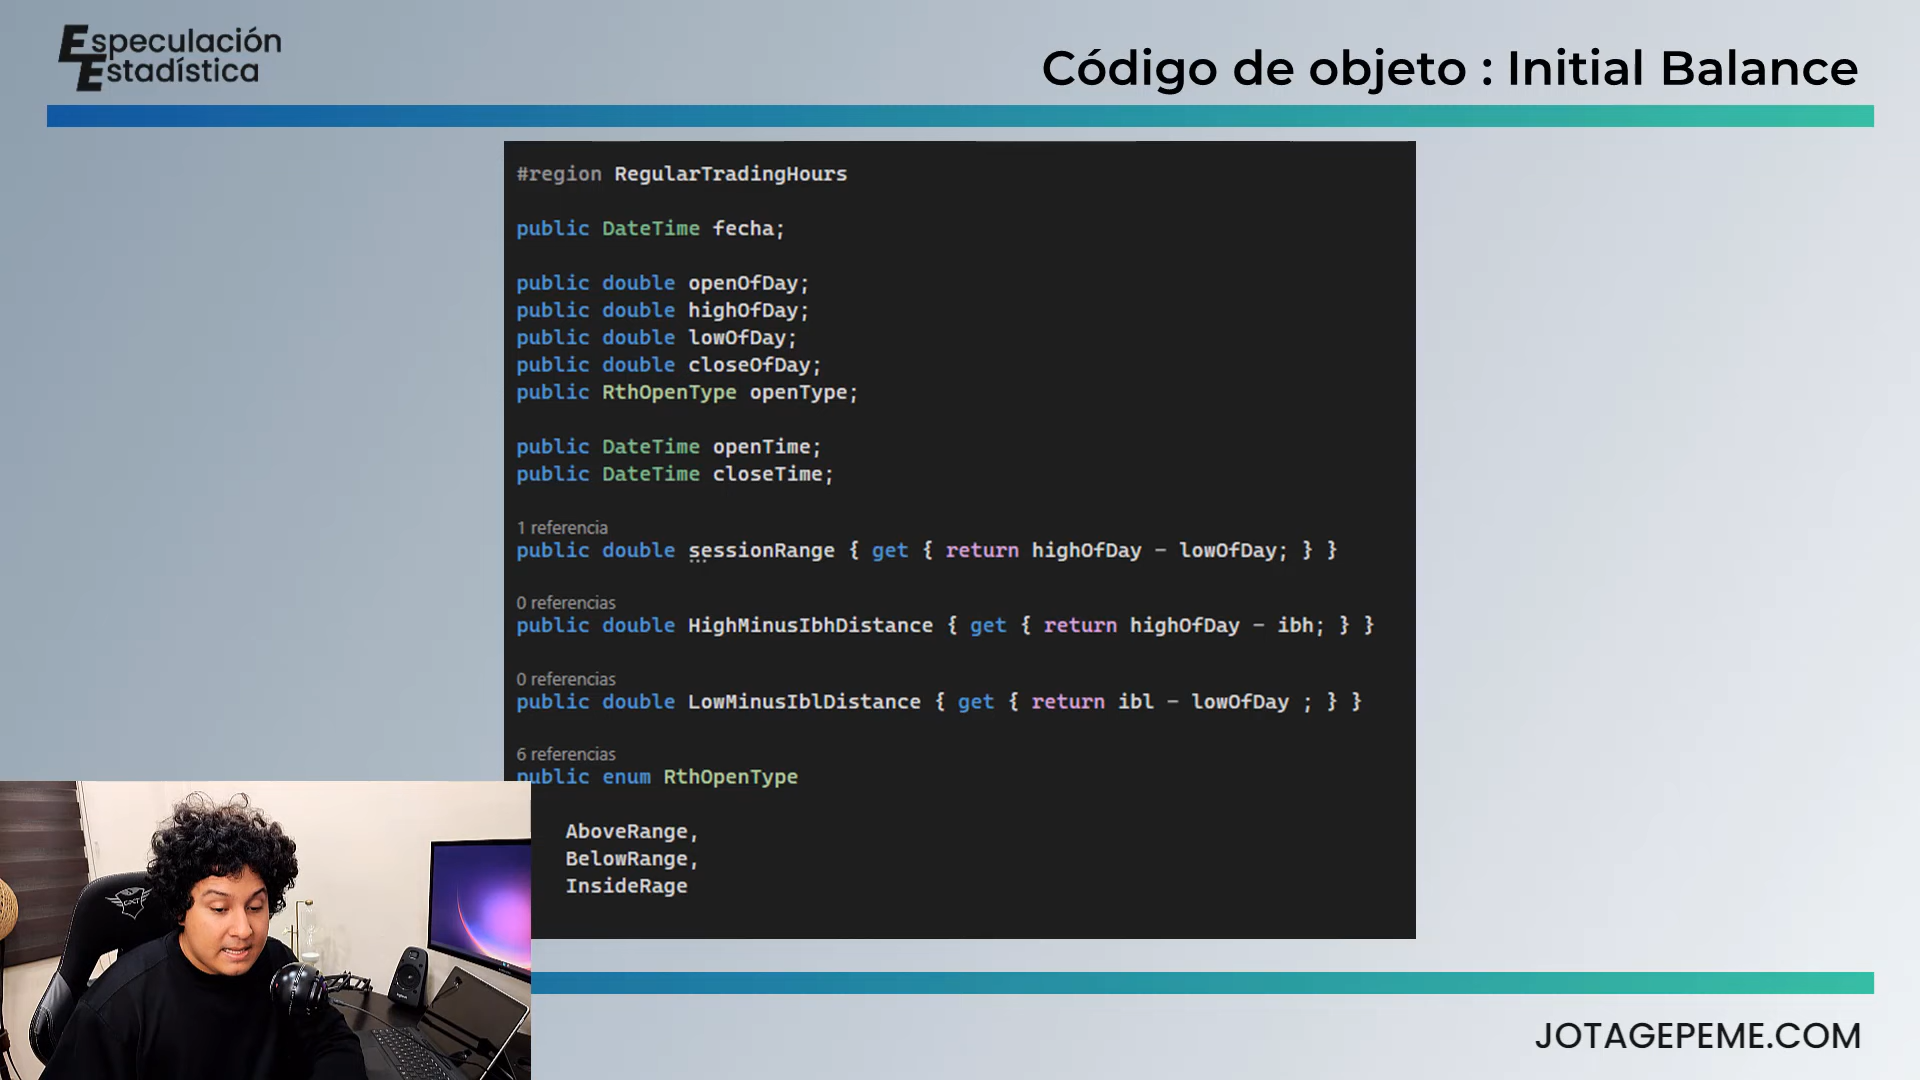 Especulación
Estadística
Código de objeto : Initial Balance
#region RegularTradingHours
public DateTime fecha;
public double openOfDay;
public double highOfDay;
public double lowOfDay;
public double closeOfDay;
public RthOpenType openType;
public DateTime openTime;
public DateTime closeTime;
1 referencia
public double sessionRange { get { return highOfDay - lowOfDay; } }
0 referencias
public double HighMinusIbhDistance { get { return highOfDay - ibh; } }
0 referencias
public double LowMinusIblDistance { get { return ibl - lowOfDay ; } }
6 referencias
public enum RthOpenType
AboveRange,
BelowRange,
InsideRage
JOTAGEPEME.COM